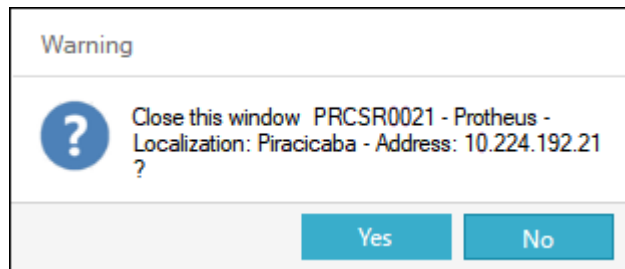 Warning
Close this window  PRCSR0021 - Protheus -
Localization: Piracicaba - Address: 10.224.192.21
?
Yes
No